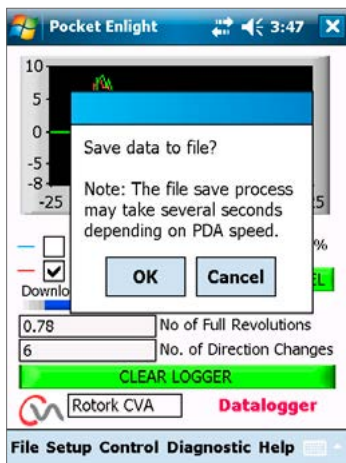 Pocket Enlight 3:47
10
5
0
-5
-8
-25 25
Save data to file?
Note: The file save process
may take several seconds
depending on PDA speed.
OK Cancel
%
Downlo EL
0.78 No of Full Revolutions
6 No. of Direction Changes
CLEAR LOGGER
Rotork CVA Datalogger
File Setup Control Diagnostic Help